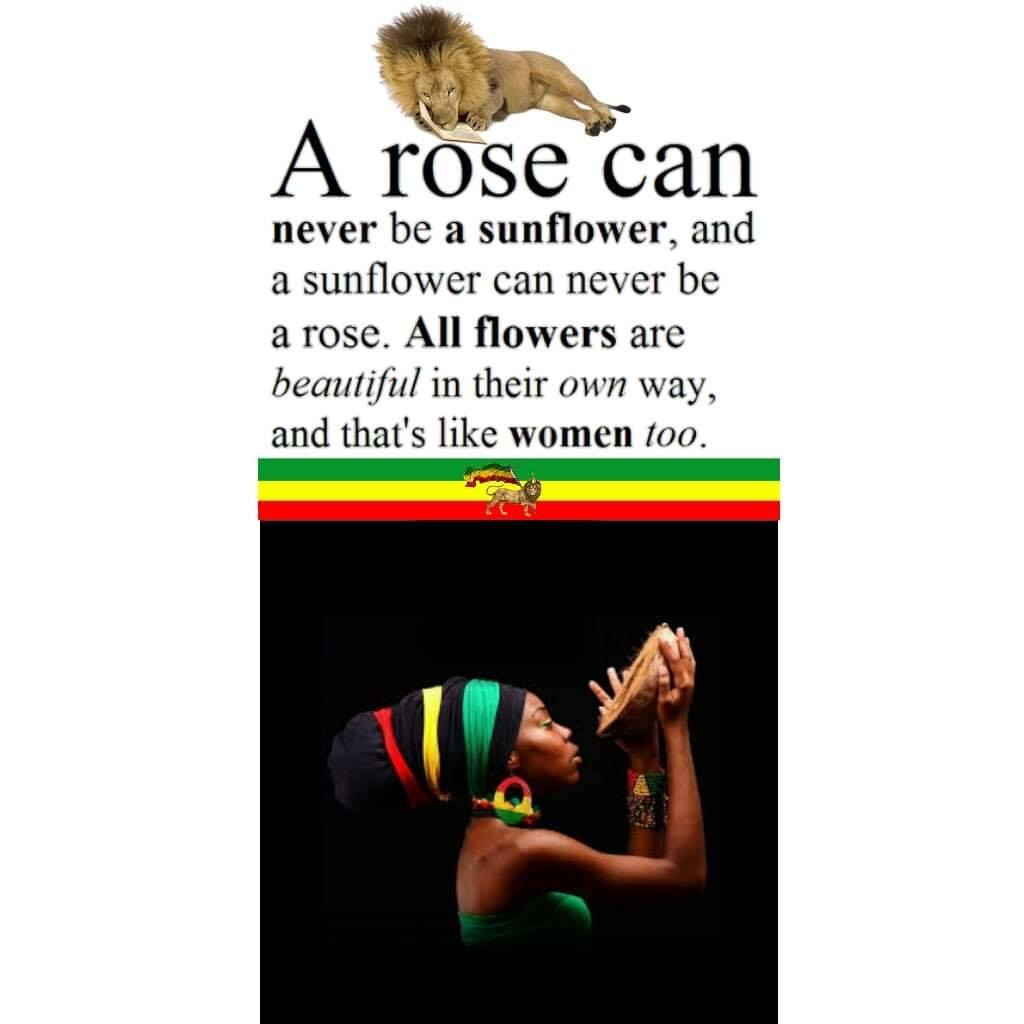 A rose can
never be a sunflower, and
a sunflower can never be
a rose. All flowers are
beautiful in their own way,
and that's like women too.